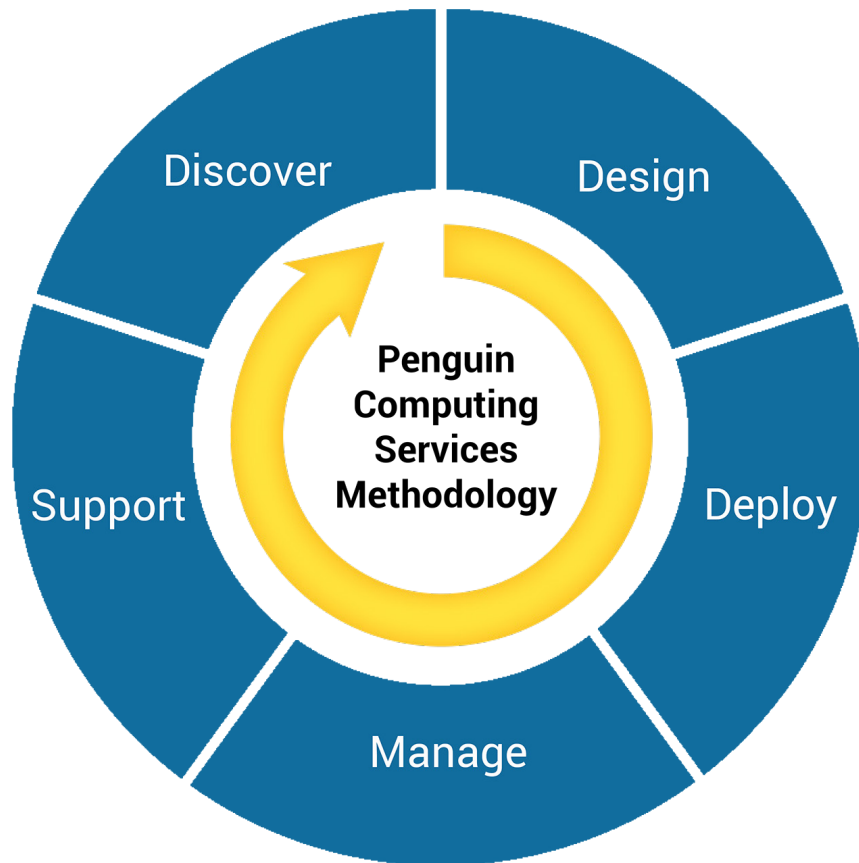 Discover
Design
Penguin
Computing
Services
Methodology
Support
Deploy
Manage